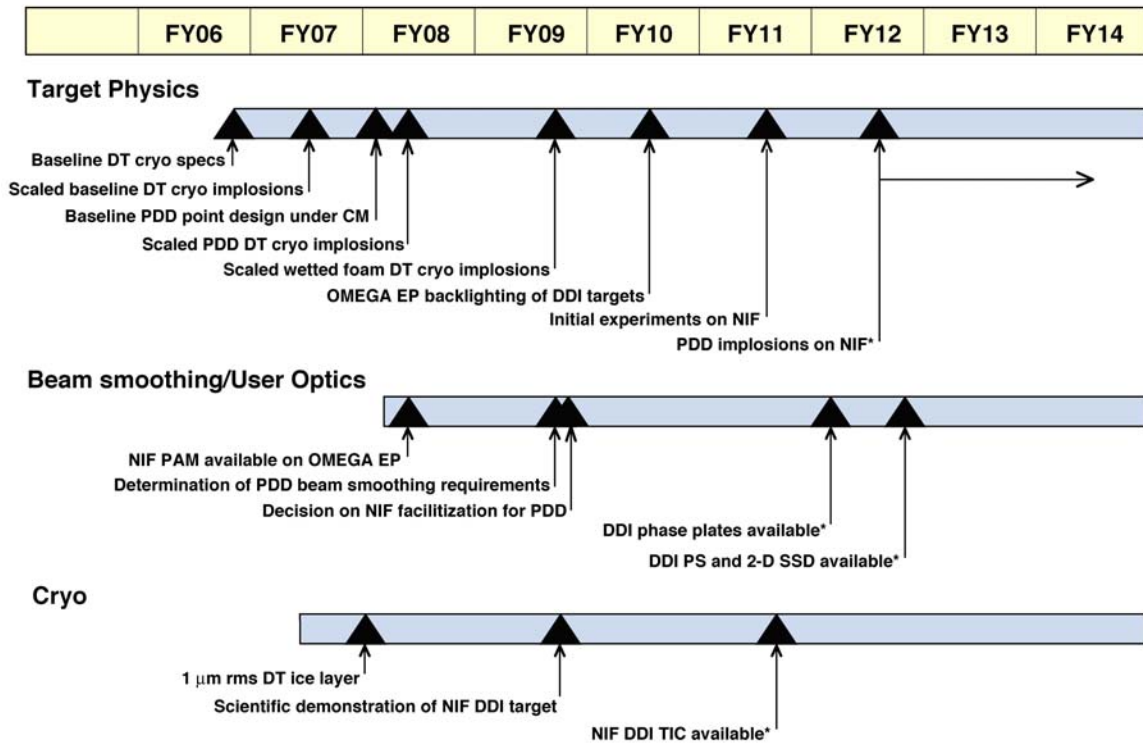 FY06 FY07 FY08 FY09 FY10 FY11 FY12 FY13 FY14
Target Physics
Baseline DT cryo specs
Scaled baseline DT cryo implosions
Baseline PDD point design under CM
Scaled PDD DT cryo implosions
Scaled wetted foam DT cryo implosions
OMEGA EP backlighting of DDI targets
Initial experiments on NIF
PDD implosions on NIF*
Beam smoothing/User Optics
NIF PAM available on OMEGA EP
Determination of PDD beam smoothing requirements
Decision on NIF facilitization for PDD
DDI phase plates available*
DDI PS and 2-D SSD available*
Cryo
1 μm rms DT ice layer
Scientific demonstration of NIF DDI target
NIF DDI TIC available*